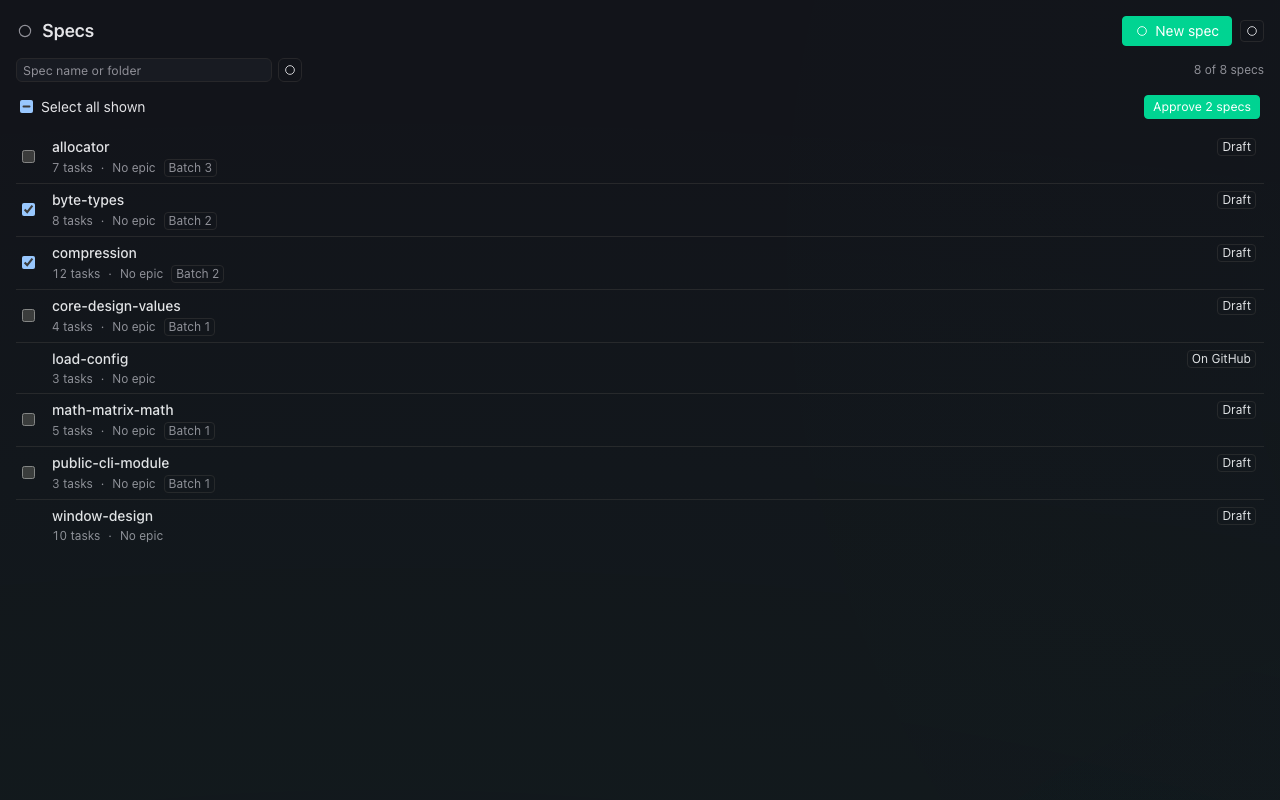 Specs
New spec
Spec name or folder
8 of 8 specs
Select all shown
Approve 2 specs
allocator
Draft
7 tasks · No epic Batch 3
byte-types
Draft
8 tasks · No epic Batch 2
compression
Draft
12 tasks · No epic Batch 2
core-design-values
Draft
4 tasks · No epic Batch 1
load-config
On GitHub
3 tasks · No epic
math-matrix-math
Draft
5 tasks · No epic Batch 1
public-cli-module
Draft
3 tasks · No epic Batch 1
window-design
Draft
10 tasks · No epic